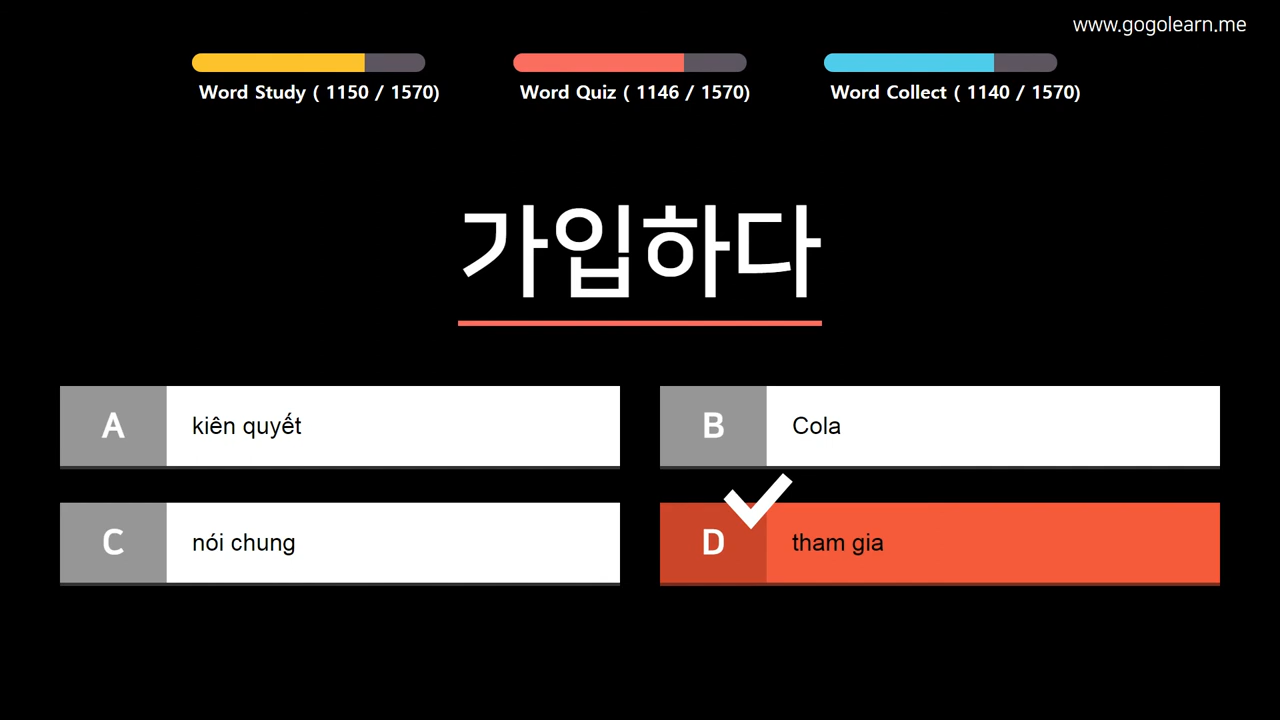 www.gogolearn.me
Word Study ( 1150 / 1570)
Word Quiz ( 1146 / 1570)
Word Collect ( 1140 / 1570)
가입하다
A
kiên quyết
B
Cola
C
nói chung
D
tham gia